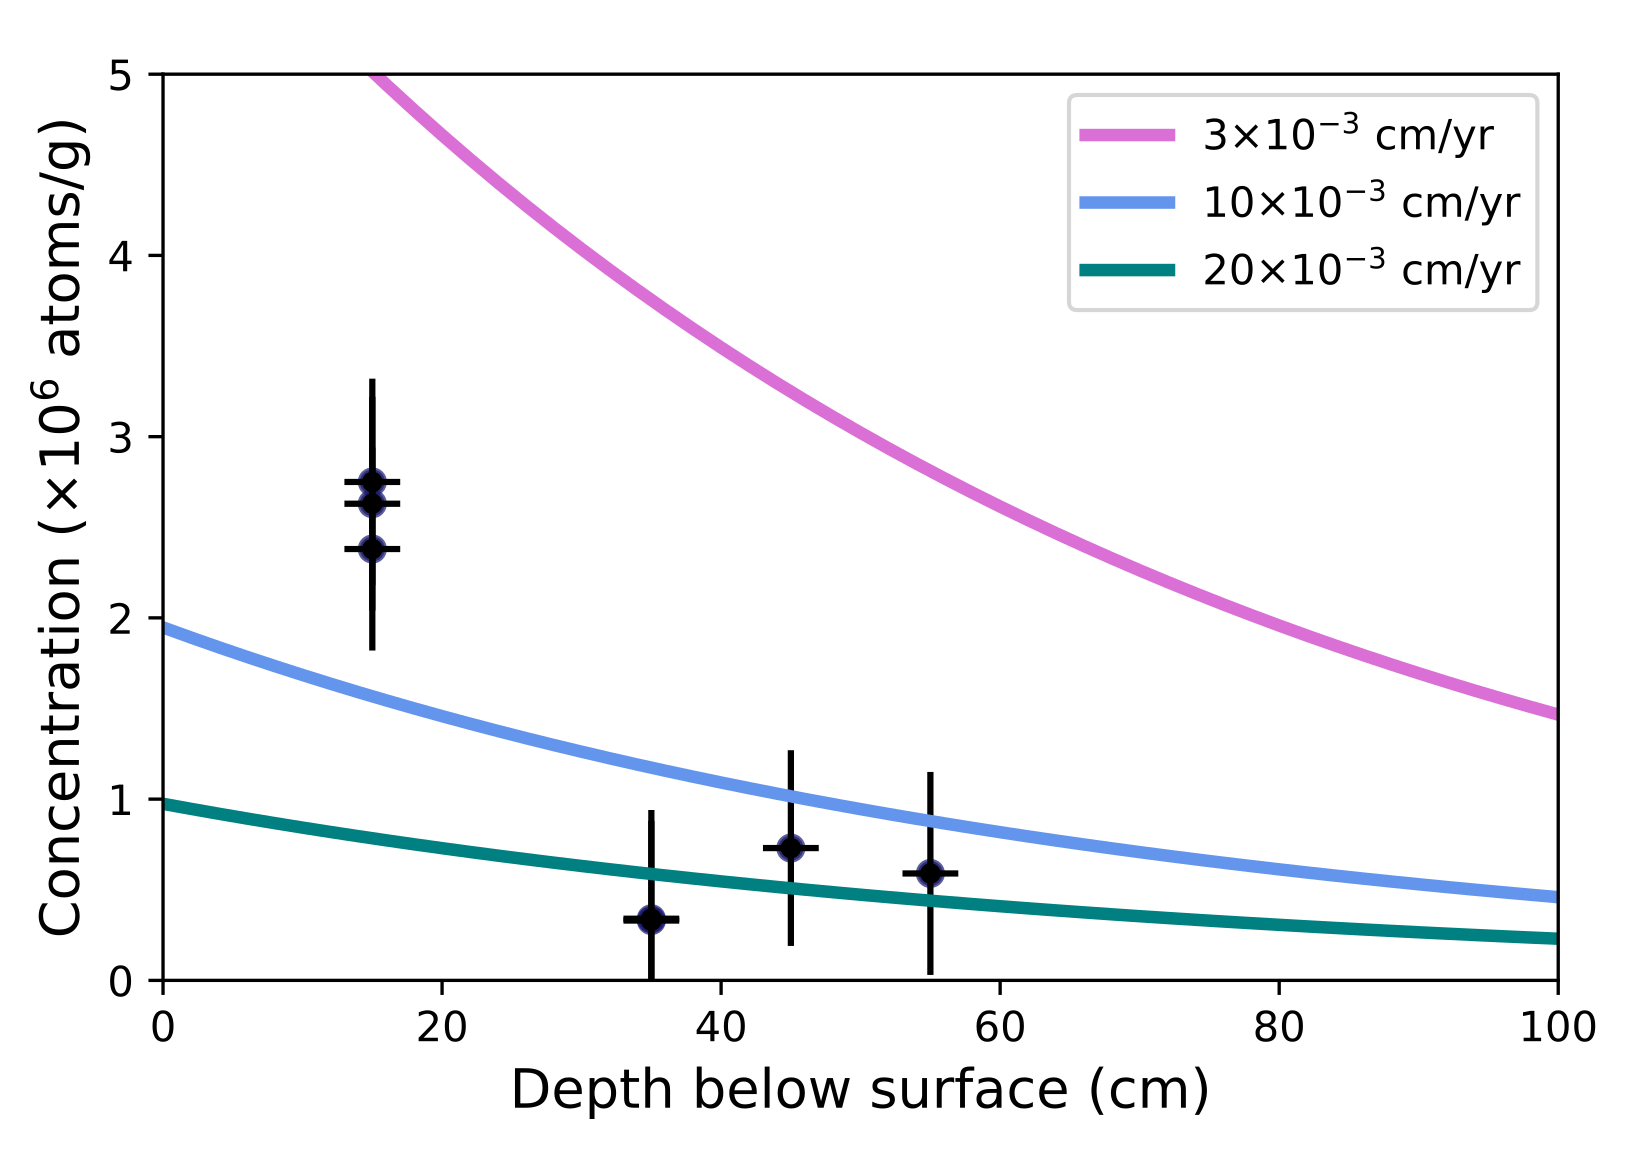 Concentration (×10⁶ atoms/g)
5
4
3
2
1
0
3×10⁻³ cm/yr
10×10⁻³ cm/yr
20×10⁻³ cm/yr
0 20 40 60 80 100
Depth below surface (cm)